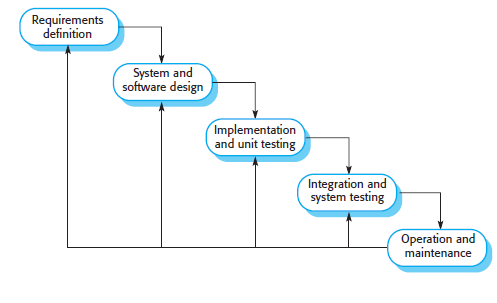 Requirements
definition
System and
software design
Implementation
and unit testing
Integration and
system testing
Operation and
maintenance